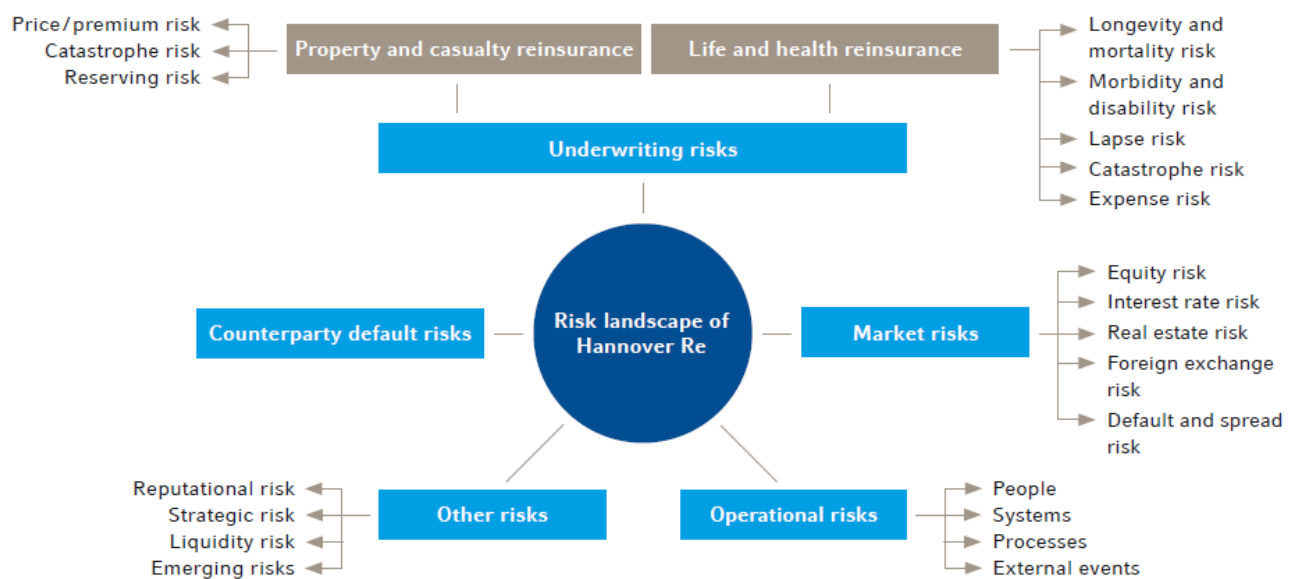 Price/premium risk
Catastrophe risk
Reserving risk
Property and casualty reinsurance
Life and health reinsurance
Longevity and
mortality risk
Morbidity and
disability risk
Lapse risk
Catastrophe risk
Expense risk
Underwriting risks
Counterparty default risks
Risk landscape of
Hannover Re
Market risks
Equity risk
Interest rate risk
Real estate risk
Foreign exchange
risk
Default and spread
risk
Reputational risk
Strategic risk
Liquidity risk
Emerging risks
Other risks
Operational risks
People
Systems
Processes
External events